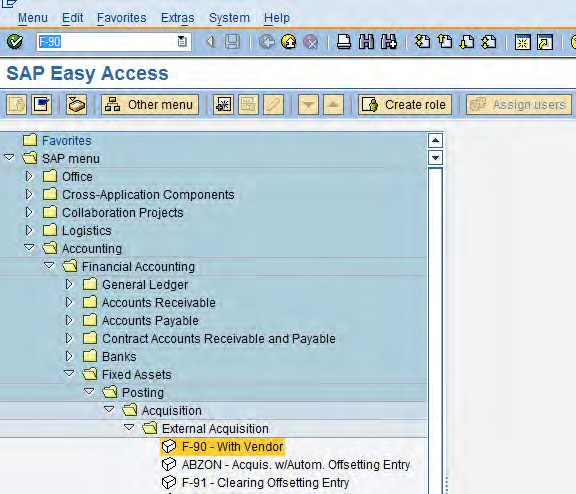 Menu Edit Favorites Extras System Help
F-90
SAP Easy Access
Other menu Create role Assign users
Favorites
SAP menu
Office
Cross-Application Components
Collaboration Projects
Logistics
Accounting
Financial Accounting
General Ledger
Accounts Receivable
Accounts Payable
Contract Accounts Receivable and Payable
Banks
Fixed Assets
Posting
Acquisition
External Acquisition
F-90 - With Vendor
ABZON - Acquis. w/Autom. Offsetting Entry
F-91 - Clearing Offsetting Entry